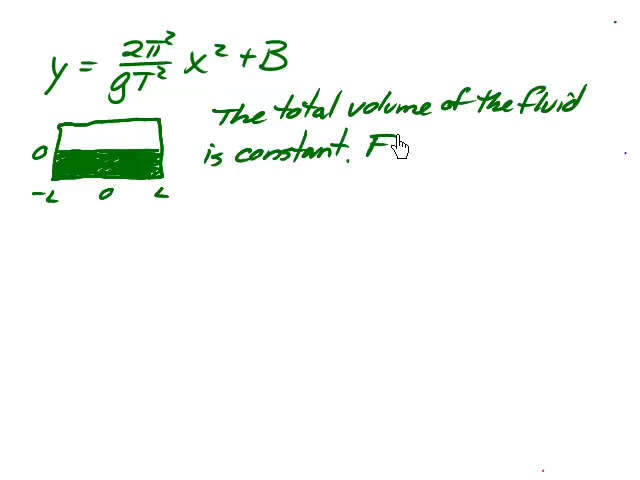 y = 2π²/gT² x² + B
The total volume of the fluid
is constant. F
0
-L 0 L